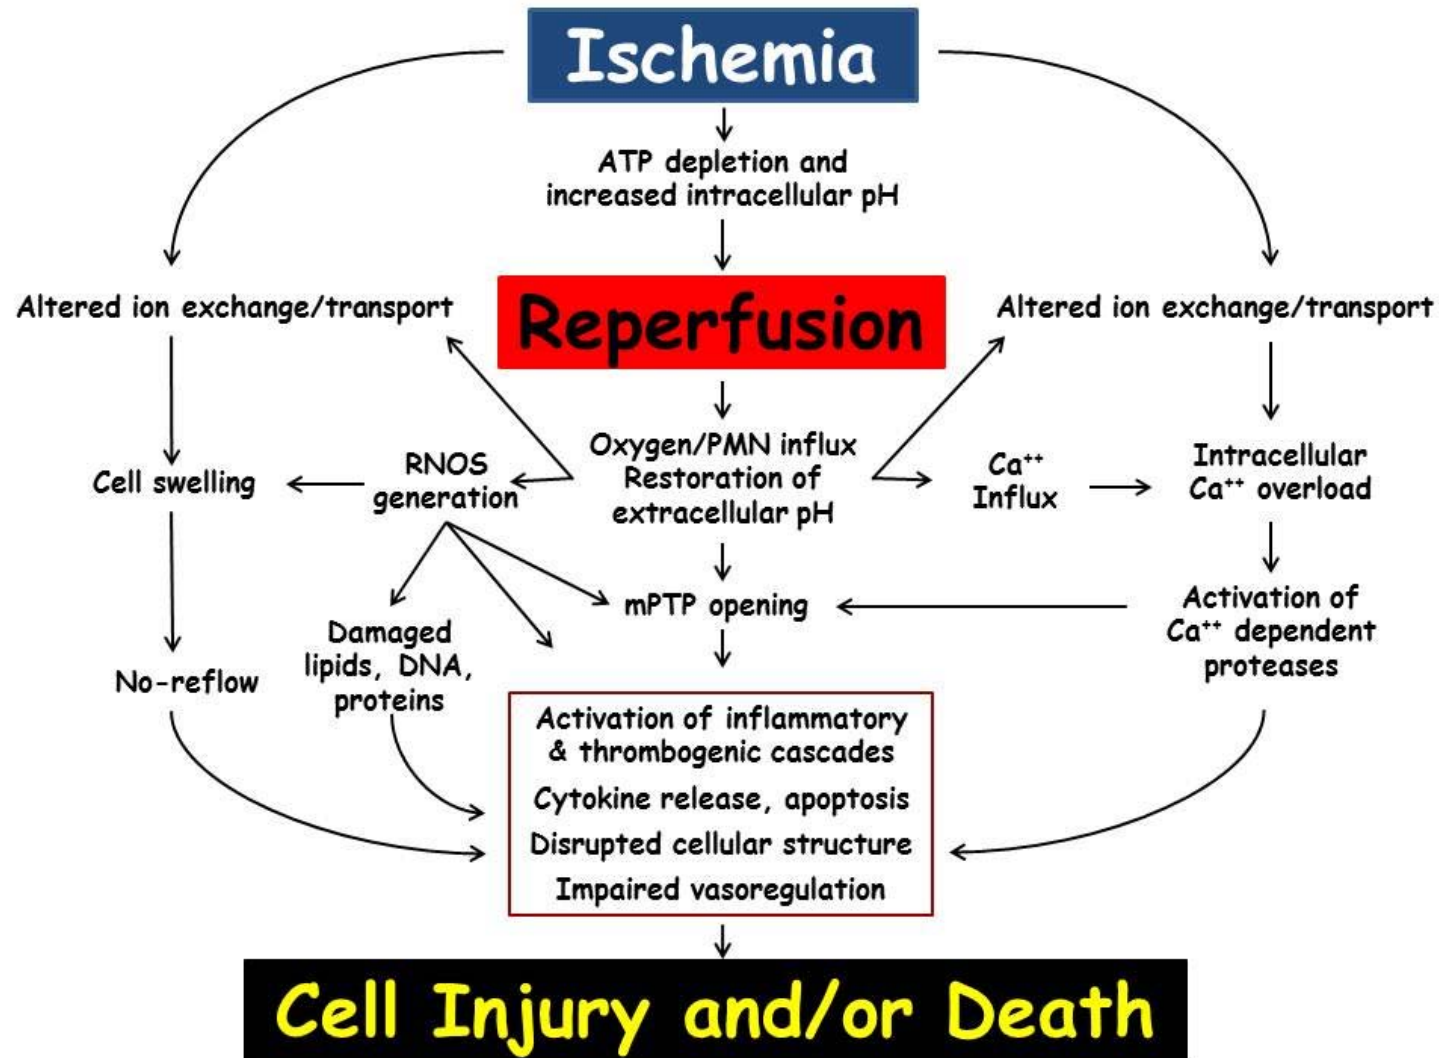 Ischemia
ATP depletion and
increased intracellular pH
Altered ion exchange/transport
Reperfusion
Altered ion exchange/transport
Cell swelling
RNOS
generation
Oxygen/PMN influx
Restoration of
extracellular pH
Ca⁺⁺
Influx
Intracellular
Ca⁺⁺ overload
No-reflow
Damaged
lipids, DNA,
proteins
mPTP opening
Activation of
Ca⁺⁺ dependent
proteases
Activation of inflammatory
& thrombogenic cascades
Cytokine release, apoptosis
Disrupted cellular structure
Impaired vasoregulation
Cell Injury and/or Death